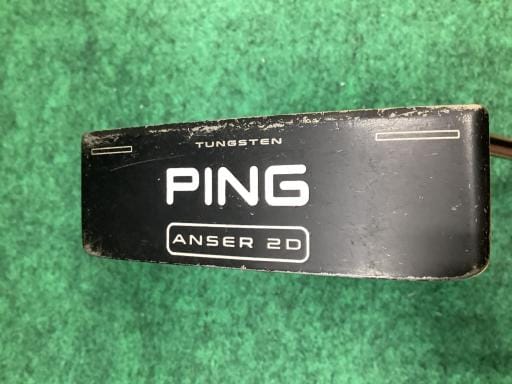 TUNGSTEN
PING
ANSER 2D